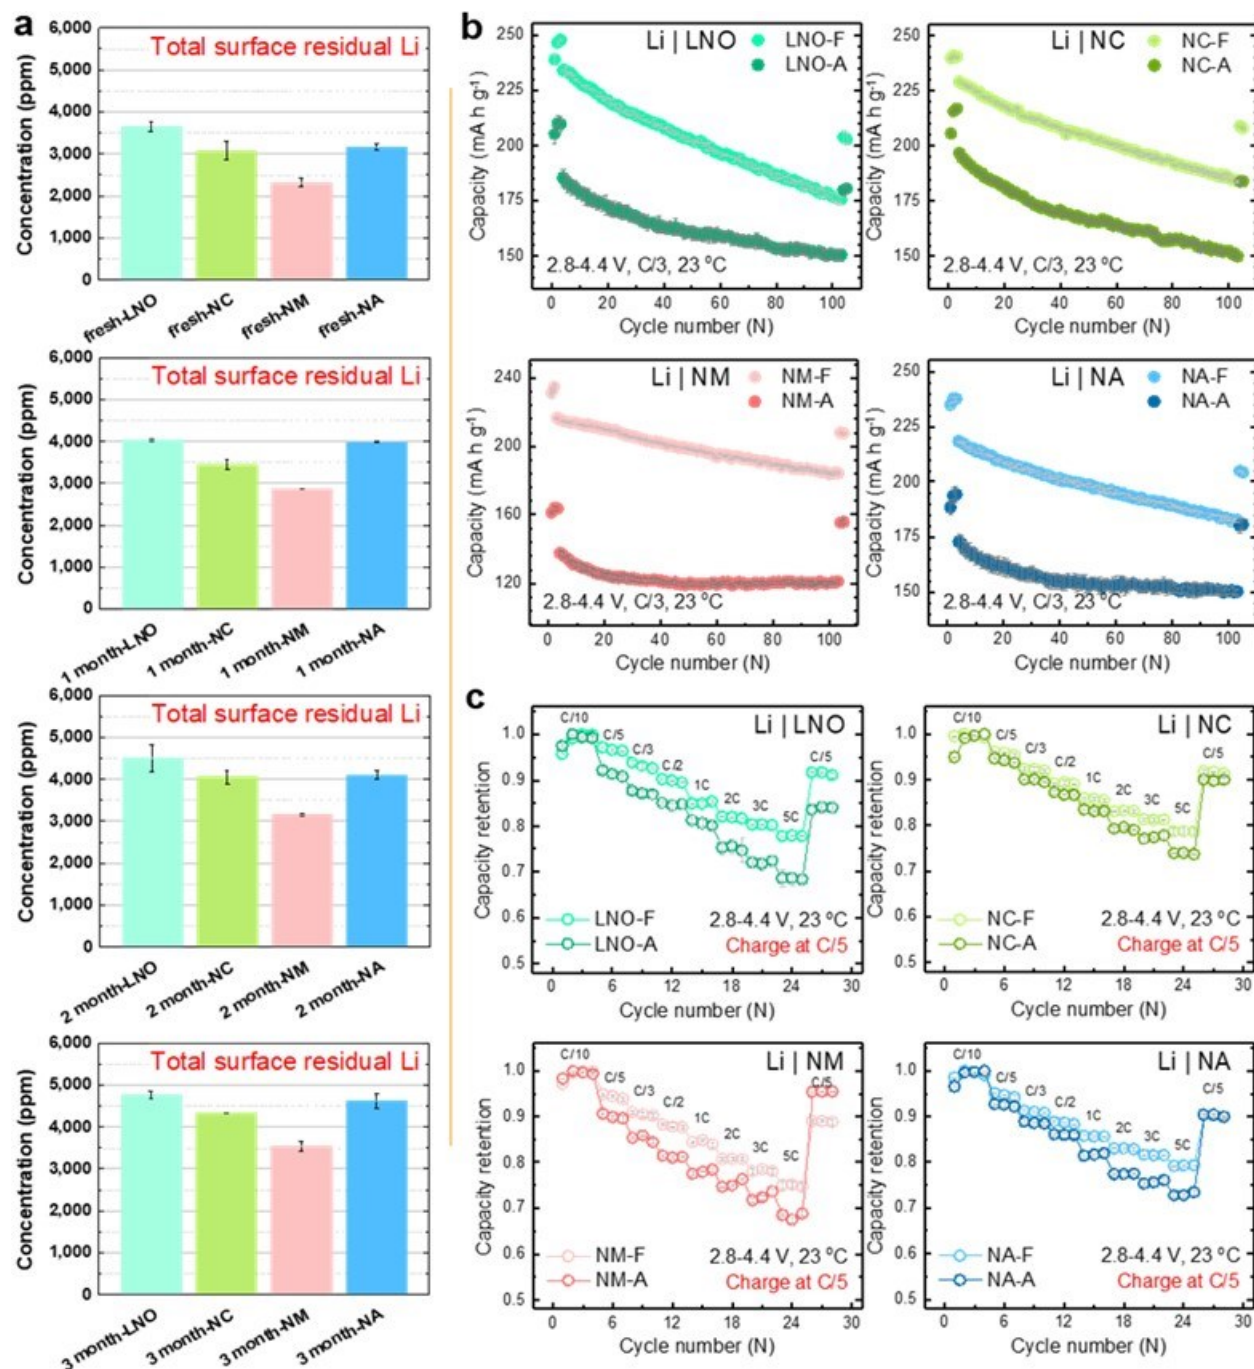 a
6,000
5,000
4,000
3,000
2,000
1,000
0
Concentration (ppm)
Total surface residual Li
fresh-LNO
fresh-NC
fresh-NM
fresh-NA
6,000
5,000
4,000
3,000
2,000
1,000
0
Concentration (ppm)
Total surface residual Li
1 month-LNO
1 month-NC
1 month-NM
1 month-NA
6,000
5,000
4,000
3,000
2,000
1,000
0
Concentration (ppm)
Total surface residual Li
2 month-LNO
2 month-NC
2 month-NM
2 month-NA
6,000
5,000
4,000
3,000
2,000
1,000
0
Concentration (ppm)
Total surface residual Li
3 month-LNO
3 month-NC
3 month-NM
3 month-NA
b
250
225
200
175
150
Capacity (mA h g⁻¹)
Li | LNO
LNO-F
LNO-A
2.8-4.4 V, C/3, 23 °C
0 20 40 60 80 100
Cycle number (N)
250
225
200
175
150
Capacity (mA h g⁻¹)
Li | NC
NC-F
NC-A
2.8-4.4 V, C/3, 23 °C
0 20 40 60 80 100
Cycle number (N)
240
200
160
120
Capacity (mA h g⁻¹)
Li | NM
NM-F
NM-A
2.8-4.4 V, C/3, 23 °C
0 20 40 60 80 100
Cycle number (N)
250
225
200
175
150
Capacity (mA h g⁻¹)
Li | NA
NA-F
NA-A
2.8-4.4 V, C/3, 23 °C
0 20 40 60 80 100
Cycle number (N)
c
1.0
0.9
0.8
0.7
0.6
0.5
Capacity retention
Li | LNO
C/10
C/5
C/3
C/2
1C
2C
3C
5C
C/5
LNO-F
LNO-A
2.8-4.4 V, 23 °C
Charge at C/5
0 6 12 18 24 30
Cycle number (N)
1.0
0.9
0.8
0.7
0.6
0.5
Capacity retention
Li | NC
C/10
C/5
C/3
C/2
1C
2C
3C
5C
C/5
NC-F
NC-A
2.8-4.4 V, 23 °C
Charge at C/5
0 6 12 18 24 30
Cycle number (N)
1.0
0.9
0.8
0.7
0.6
0.5
Capacity retention
Li | NM
C/10
C/5
C/3
C/2
1C
2C
3C
5C
C/5
NM-F
NM-A
2.8-4.4 V, 23 °C
Charge at C/5
0 6 12 18 24 30
Cycle number (N)
1.0
0.9
0.8
0.7
0.6
0.5
Capacity retention
Li | NA
C/10
C/5
C/3
C/2
1C
2C
3C
5C
C/5
NA-F
NA-A
2.8-4.4 V, 23 °C
Charge at C/5
0 6 12 18 24 30
Cycle number (N)